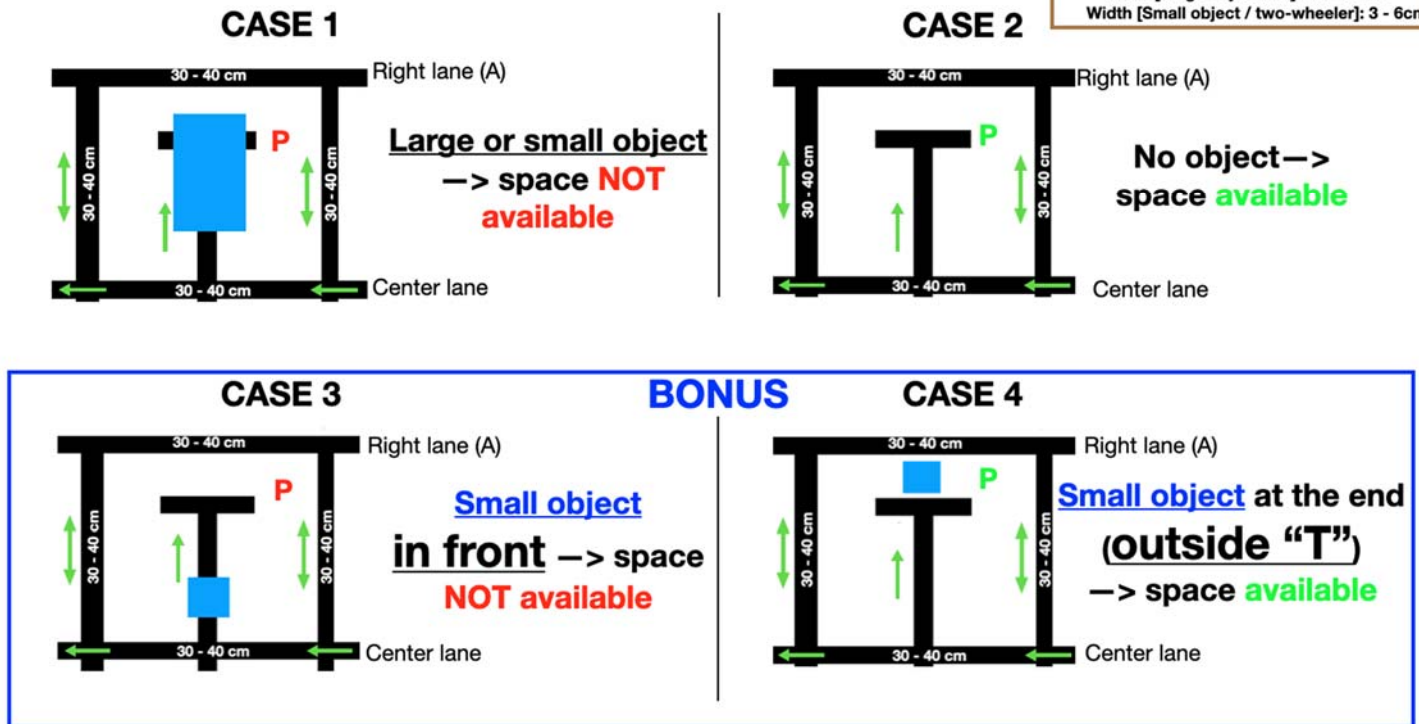 Width [Small object / two-wheeler]: 3 - 6cm
CASE 1
30 - 40 cm
Right lane (A)
30 - 40 cm
P
30 - 40 cm
Large or small object
—> space NOT
available
30 - 40 cm
Center lane
CASE 2
30 - 40 cm
Right lane (A)
30 - 40 cm
P
30 - 40 cm
No object—>
space available
30 - 40 cm
Center lane
BONUS
CASE 3
30 - 40 cm
Right lane (A)
30 - 40 cm
P
30 - 40 cm
Small object
in front —> space
NOT available
30 - 40 cm
Center lane
CASE 4
30 - 40 cm
Right lane (A)
30 - 40 cm
P
30 - 40 cm
Small object at the end
(outside “T”)
—> space available
30 - 40 cm
Center lane